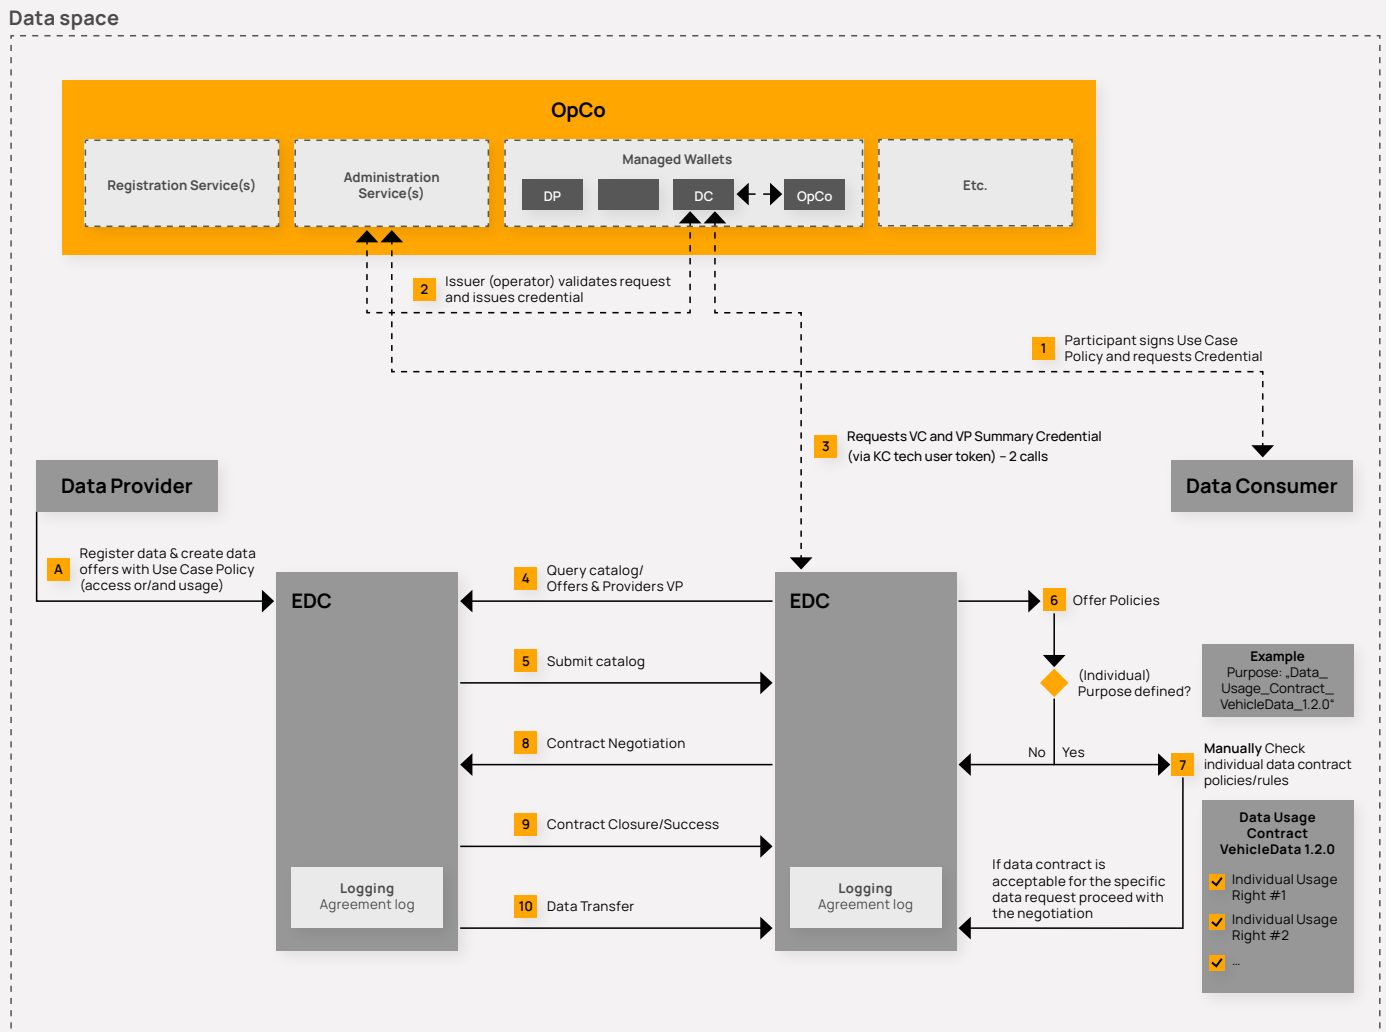 Data space
OpCo
Registration Service(s)
Administration
Service(s)
Managed Wallets
DP
DC
OpCo
Etc.
2
Issuer (operator) validates request
and issues credential
1
Participant signs Use Case
Policy and requests Credential
3
Requests VC and VP Summary Credential
(via KC tech user token) – 2 calls
Data Provider
Data Consumer
A
Register data & create data
offers with Use Case Policy
(access or/and usage)
EDC
4
Query catalog/
Offers & Providers VP
EDC
6
Offer Policies
5
Submit catalog
(Individual)
Purpose defined?
Example
Purpose: „Data_
Usage_Contract_
VehicleData_1.2.0“
8
Contract Negotiation
No
Yes
7
Manually Check
individual data contract
policies/rules
9
Contract Closure/Success
Data Usage
Contract
VehicleData 1.2.0
Individual Usage
Right #1
Individual Usage
Right #2
...
If data contract is
acceptable for the specific
data request proceed with
the negotiation
Logging
Agreement log
10
Data Transfer
Logging
Agreement log